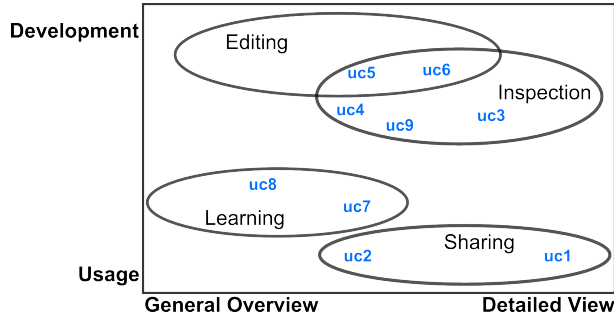 Development
Editing
uc5
uc6
Inspection
uc4
uc9
uc3
uc8
Learning
uc7
Sharing
uc2
uc1
Usage
General Overview
Detailed View